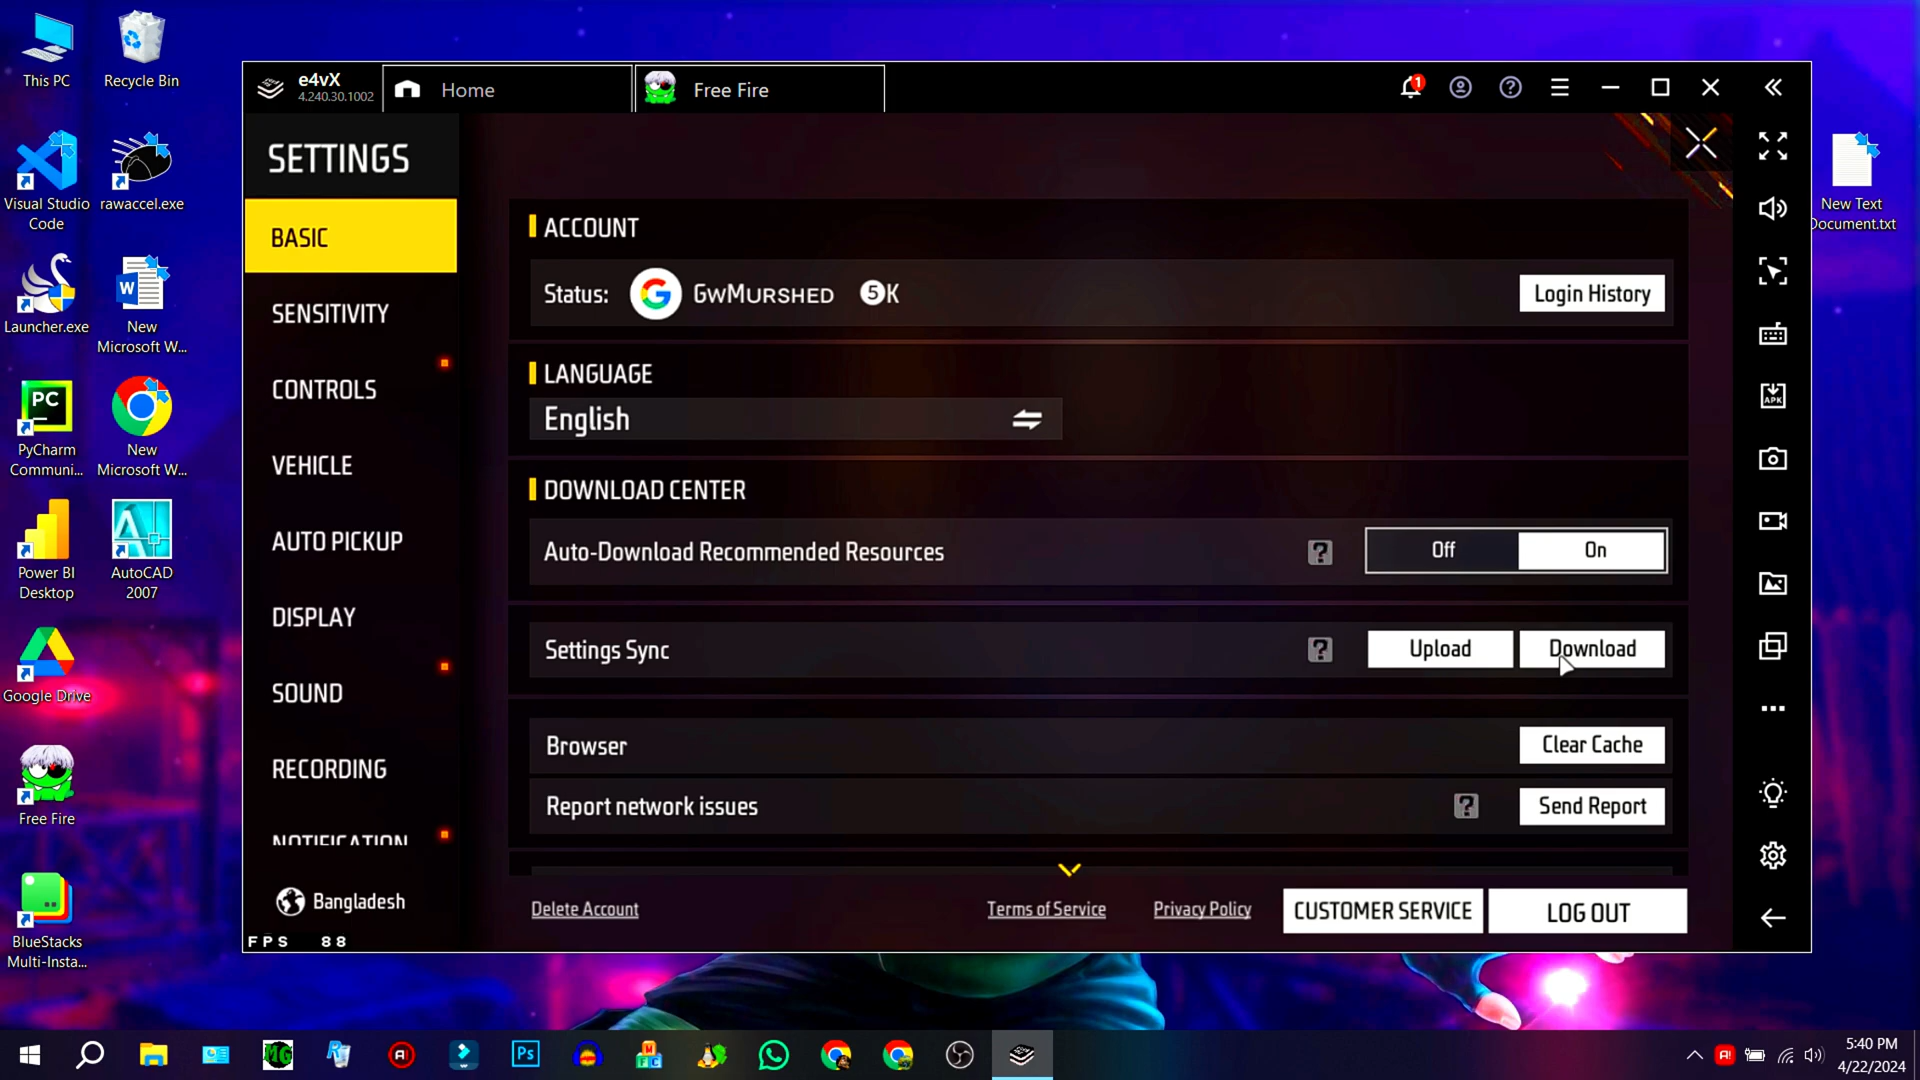 This PC
Recycle Bin
Visual Studio
Code
rawaccel.exe
Launcher.exe
New
Microsoft W...
PC
PyCharm
Communi...
New
Microsoft W...
Power BI
Desktop
AutoCAD
2007
Google Drive
Free Fire
BlueStacks
Multi-Insta...
New Text
Document.txt
e4vX
4.240.30.1002
Home
Free Fire
1
SETTINGS
BASIC
SENSITIVITY
CONTROLS
VEHICLE
AUTO PICKUP
DISPLAY
SOUND
RECORDING
NOTIFICATION
Bangladesh
FPS 88
ACCOUNT
Status: GwMurshed 5K
Login History
LANGUAGE
English
DOWNLOAD CENTER
Auto-Download Recommended Resources ? Off On
Settings Sync ? Upload Download
Browser Clear Cache
Report network issues ? Send Report
Delete Account
Terms of Service
Privacy Policy
CUSTOMER SERVICE
LOG OUT
APK
MG
Ps
5:40 PM
4/22/2024